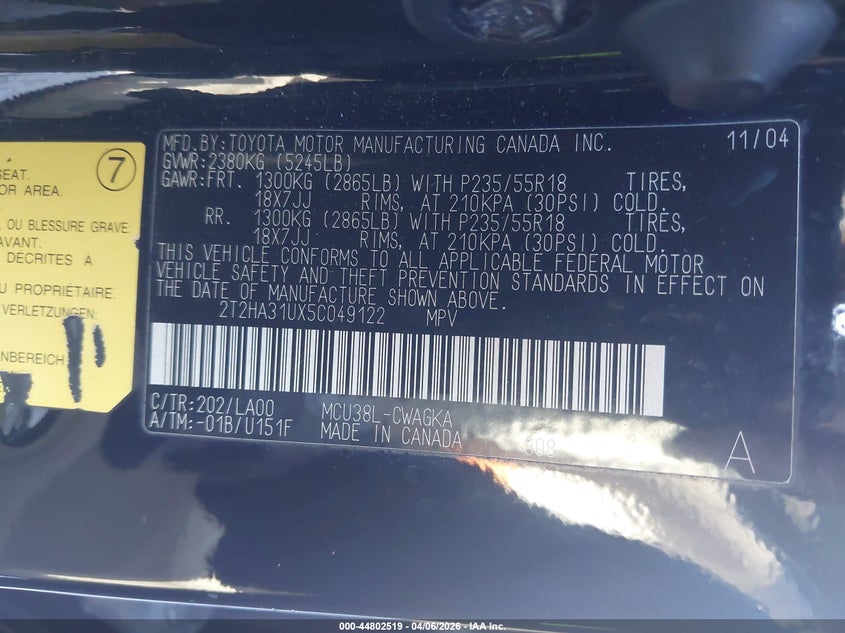 7
SEAT.
OR AREA.
OU BLESSURE GRAVE:
AVANT.
DÉCRITES À
U PROPRIÉTAIRE.
VERLETZUNGEN:
NBEREICH:
MFD.BY:TOYOTA MOTOR MANUFACTURING CANADA INC. 11/04
GVWR:2380KG (5245LB)
GAWR:FRT. 1300KG (2865LB) WITH P235/55R18 TIRES,
18X7JJ RIMS, AT 210KPA (30PSI) COLD.
RR. 1300KG (2865LB) WITH P235/55R18 TIRES,
18X7JJ RIMS, AT 210KPA (30PSI) COLD.
THIS VEHICLE CONFORMS TO ALL APPLICABLE FEDERAL MOTOR
VEHICLE SAFETY AND THEFT PREVENTION STANDARDS IN EFFECT ON
THE DATE OF MANUFACTURE SHOWN ABOVE.
2T2HA31UX5C049122 MPV
C/TR:202/LA00 MCU38L-CWAGKA
A/TM:-01B/U151F MADE IN CANADA 808
A
000-44802519 - 04/06/2026 - IAA Inc.